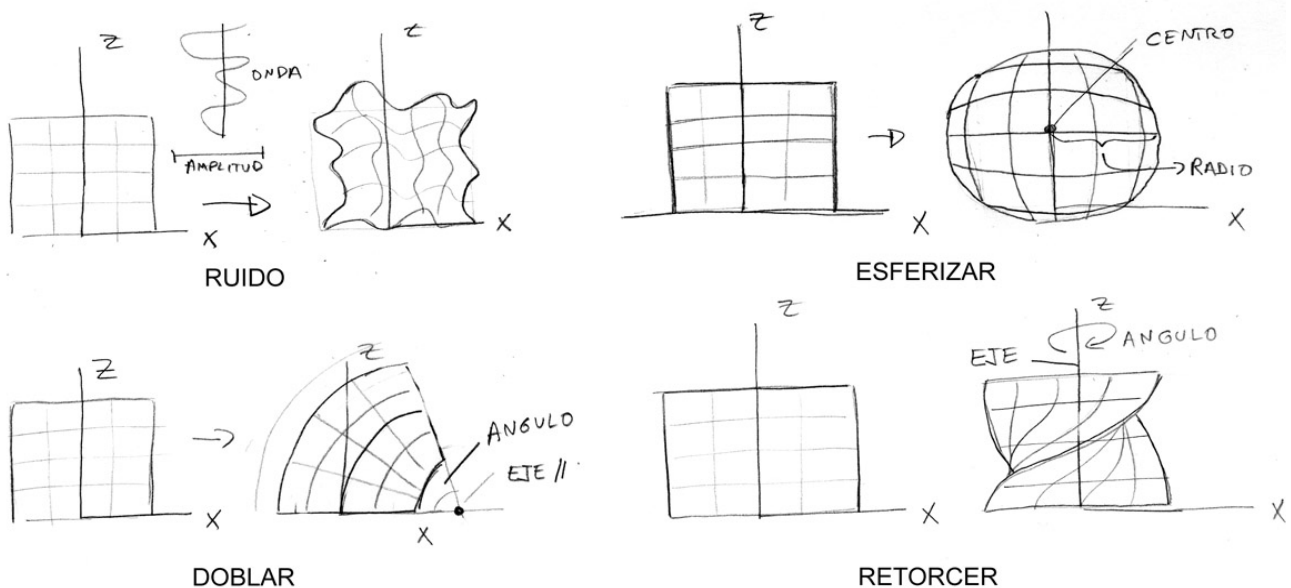 Z
ONDA
AMPLITUD
X
Z
X
RUIDO
Z
X
CENTRO
RADIO
X
ESFERIZAR
Z
X
Z
ANGULO
EJE //
X
DOBLAR
Z
X
Z
EJE
ANGULO
X
RETORCER